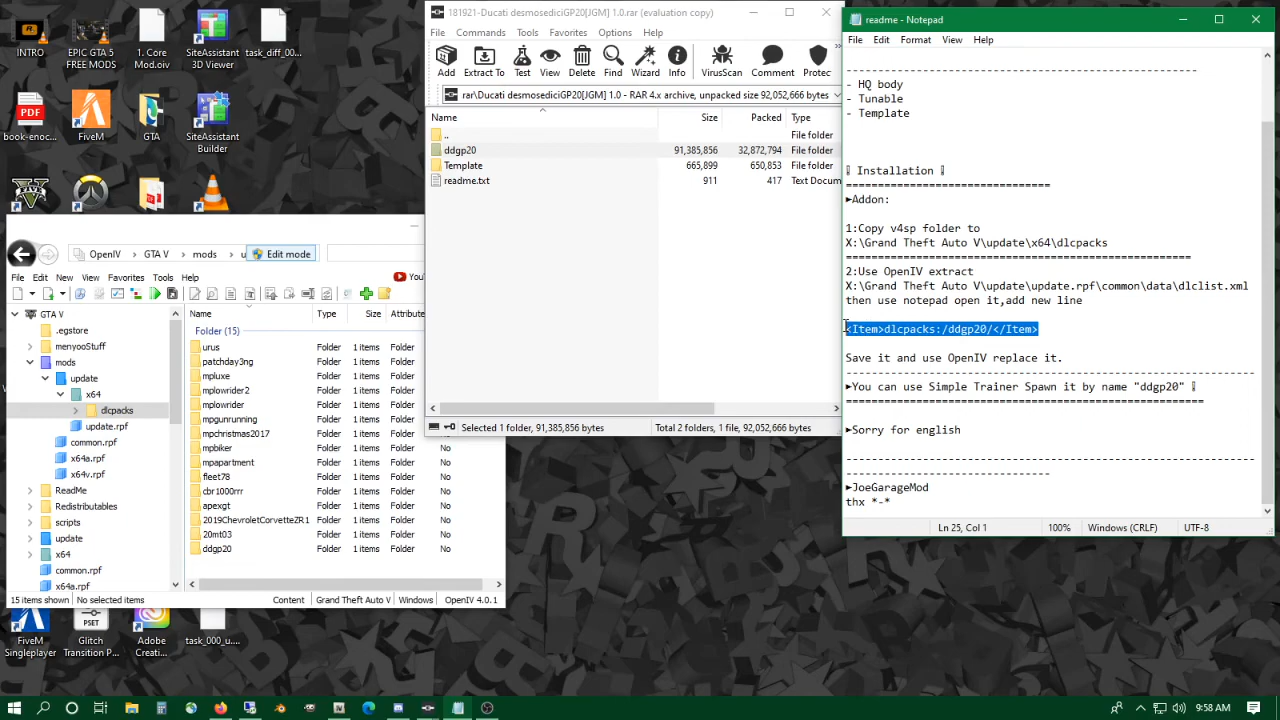 INTRO
EPIC GTA 5 FREE MODS
1. Core Mod.oiv
SiteAssistant 3D Viewer
task_diff_00...
PDF
book-enoc...
FiveM
GTA
SiteAssistant Builder
181921-Ducati desmosediciGP20[JGM] 1.0.rar (evaluation copy)
File Commands Tools Favorites Options Help
Add Extract To Test View Delete Find Wizard Info VirusScan Comment Protec
rar\Ducati desmosediciGP20[JGM] 1.0 - RAR 4.x archive, unpacked size 92,052,666 bytes
Name Size Packed Type
.. File folder
ddgp20 91,385,856 32,872,794 File folder
Template 665,899 650,853 File folder
readme.txt 911 417 Text Docum
Selected 1 folder, 91,385,856 bytes Total 2 folders, 1 file, 92,052,666 bytes
readme - Notepad
File Edit Format View Help
-------------------------------------------------------
- HQ body
- Tunable
- Template
Installation
================================
►Addon:
1:Copy v4sp folder to
X:\Grand Theft Auto V\update\x64\dlcpacks
======================================================
2:Use OpenIV extract
X:\Grand Theft Auto V\update\update.rpf\common\data\dlclist.xml
then use notepad open it,add new line
<Item>dlcpacks:/ddgp20/</Item>
Save it and use OpenIV replace it.
----------------------------------------------------------------
►You can use Simple Trainer Spawn it by name "ddgp20"
========================================================
►Sorry for english
----------------------------------------------------------------
--------------------------------
►JoeGarageMod
thx *-*
Ln 25, Col 1 100% Windows (CRLF) UTF-8
OpenIV GTA V mods u Edit mode
File Edit New View Favorites Tools Help You
GTA V
.egstore
menyooStuff
mods
update
x64
dlcpacks
update.rpf
common.rpf
x64a.rpf
x64v.rpf
ReadMe
Redistributables
scripts
update
x64
common.rpf
x64a.rpf
Name Type Size Attribute
Folder (15)
urus Folder 1 items No
patchday3ng Folder 1 items No
mpluxe Folder 1 items No
mplowrider2 Folder 1 items No
mplowrider Folder 1 items No
mpgunrunning Folder 1 items No
mpchristmas2017 Folder 1 items No
mpbiker Folder 1 items No
mpapartment Folder 1 items No
fleet78 Folder 1 items No
cbr1000rrr Folder 1 items No
apexgt Folder 1 items No
2019ChevroletCorvetteZR1 Folder 1 items No
20mt03 Folder 1 items No
ddgp20 Folder 1 items No
15 items shown No selected items Content Grand Theft Auto V Windows OpenIV 4.0.1
FiveM Singleplayer
PSET
Glitch Transition P...
Adobe Creati...
task_000_u...
9:58 AM